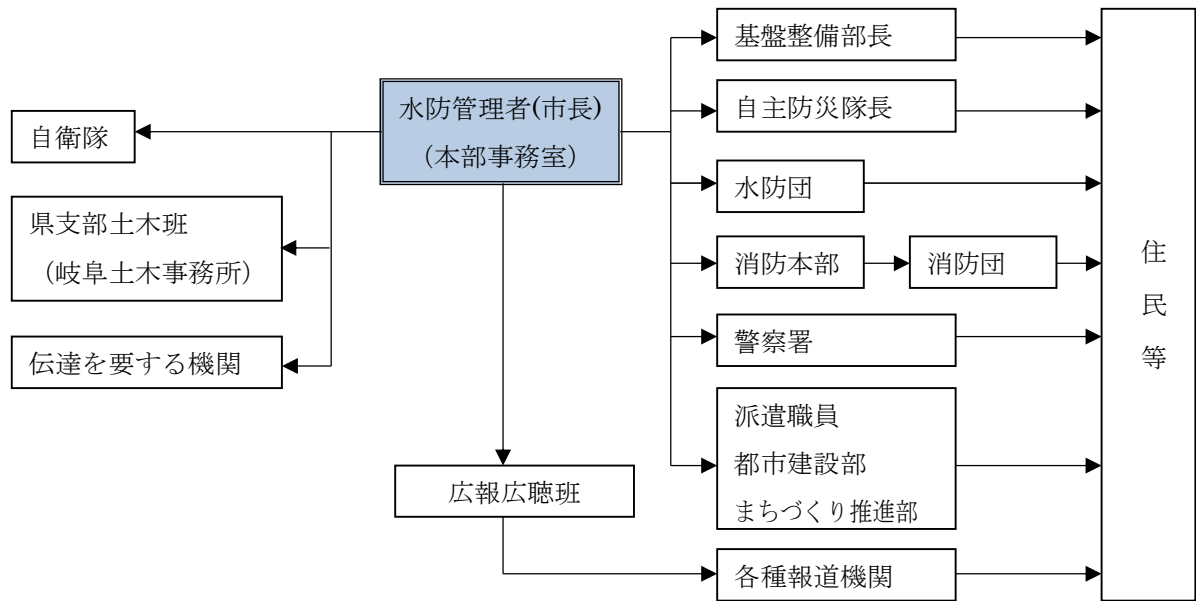 自衛隊
県支部土木班
（岐阜土木事務所）
伝達を要する機関
水防管理者(市長)
（本部事務室）
広報広聴班
基盤整備部長
自主防災隊長
水防団
消防本部
消防団
警察署
派遣職員
都市建設部
まちづくり推進部
各種報道機関
住
民
等